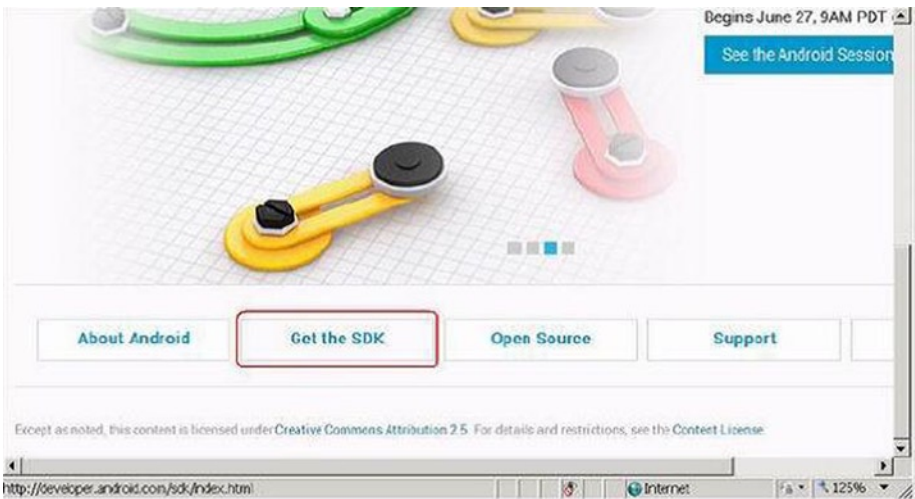 Begins June 27, 9AM PDT
See the Android Session
About Android
Get the SDK
Open Source
Support
Except as noted, this content is licensed under Creative Commons Attribution 2.5. For details and restrictions, see the Content License.
http://developer.android.com/sdk/index.html
Internet
125%